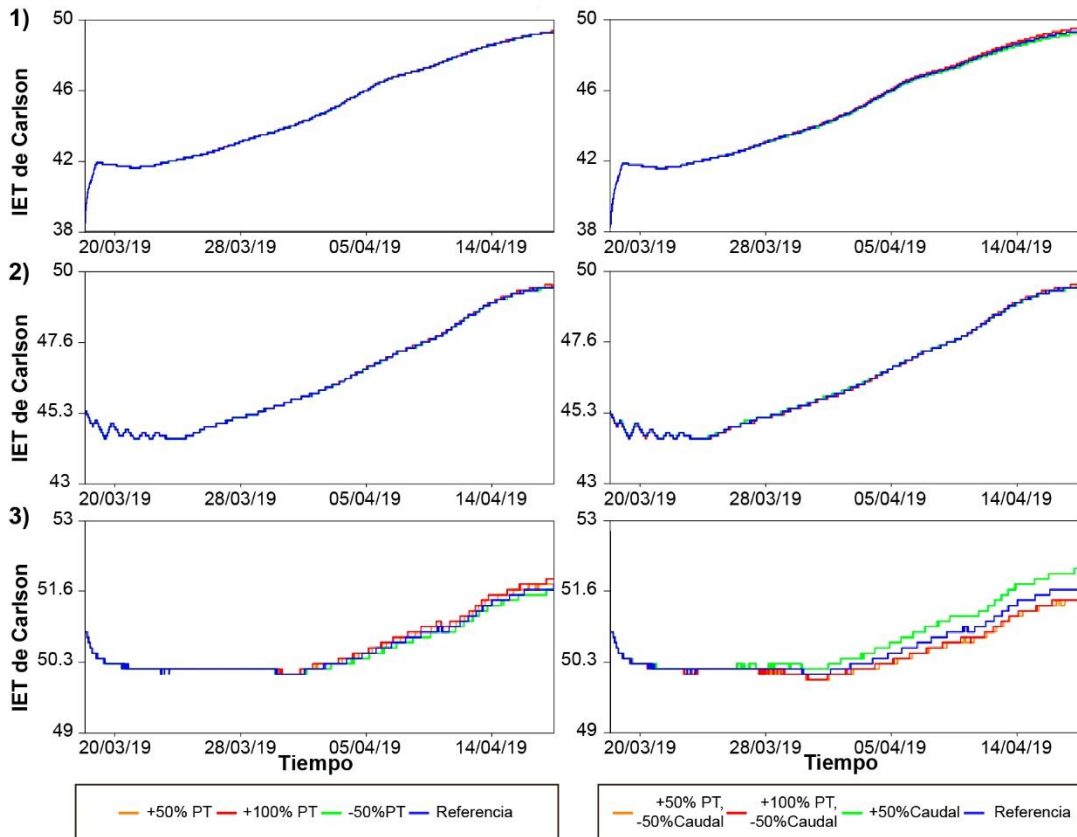 1)
IET de Carlson
50
46
42
38
20/03/19 28/03/19 05/04/19 14/04/19
50
46
42
38
20/03/19 28/03/19 05/04/19 14/04/19
2)
IET de Carlson
50
47.6
45.3
43
20/03/19 28/03/19 05/04/19 14/04/19
50
47.6
45.3
43
20/03/19 28/03/19 05/04/19 14/04/19
3)
IET de Carlson
53
51.6
50.3
49
20/03/19 28/03/19 05/04/19 14/04/19
Tiempo
53
51.6
50.3
49
20/03/19 28/03/19 05/04/19 14/04/19
Tiempo
+50% PT +100% PT -50%PT Referencia
+50% PT, +100% PT, +50%Caudal Referencia
-50%Caudal -50%Caudal